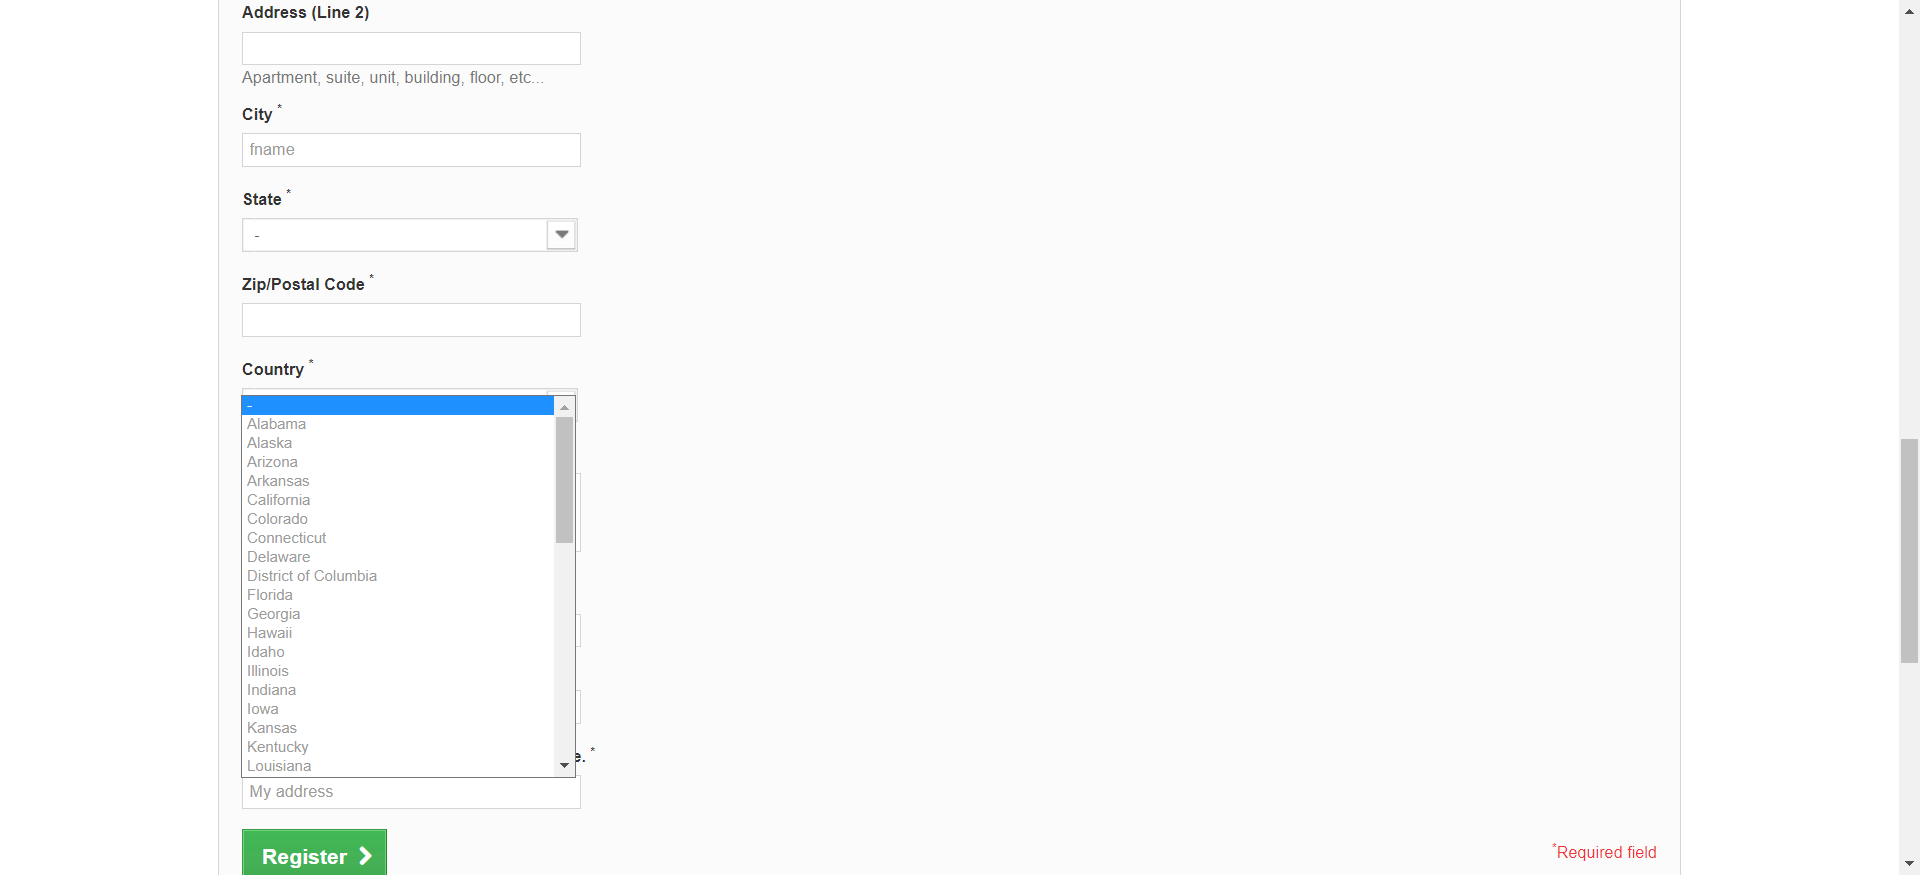 Address (Line 2)
Apartment, suite, unit, building, floor, etc...
City *
fname
State *
-
Zip/Postal Code *
Country *
-
Alabama
Alaska
Arizona
Arkansas
California
Colorado
Connecticut
Delaware
District of Columbia
Florida
Georgia
Hawaii
Idaho
Illinois
Indiana
Iowa
Kansas
Kentucky
Louisiana
e. *
My address
Register
*Required field